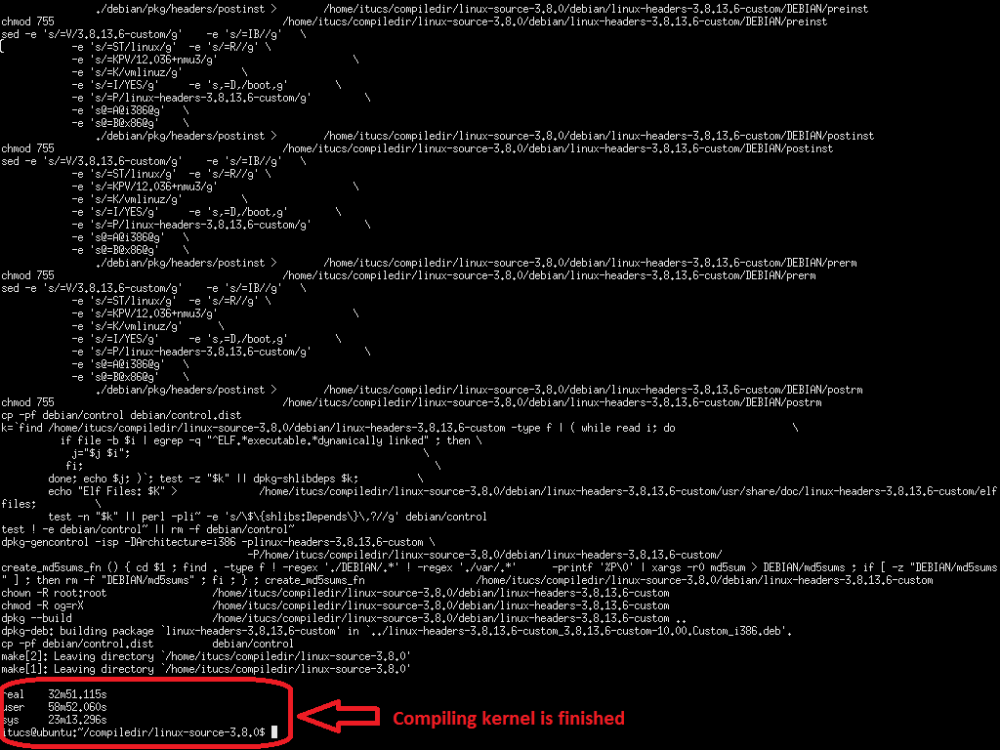 ./debian/pkg/headers/postinst > /home/itucs/compiledir/linux-source-3.8.0/debian/linux-headers-3.8.13.6-custom/DEBIAN/preinst
chmod 755 /home/itucs/compiledir/linux-source-3.8.0/debian/linux-headers-3.8.13.6-custom/DEBIAN/preinst
sed -e 's/=V/3.8.13.6-custom/g' -e 's/=IB//g' \
-e 's/=ST/linux/g' -e 's/=R//g' \
-e 's/=KPV/12.036+nmu3/g' \
-e 's/=K/vmlinuz/g' \
-e 's/=I/YES/g' -e 's,=D,/boot,g' \
-e 's/=P/linux-headers-3.8.13.6-custom/g' \
-e 's@=A@i386@g' \
-e 's@=B@x86@g' \
./debian/pkg/headers/postinst > /home/itucs/compiledir/linux-source-3.8.0/debian/linux-headers-3.8.13.6-custom/DEBIAN/postinst
chmod 755 /home/itucs/compiledir/linux-source-3.8.0/debian/linux-headers-3.8.13.6-custom/DEBIAN/postinst
sed -e 's/=V/3.8.13.6-custom/g' -e 's/=IB//g' \
-e 's/=ST/linux/g' -e 's/=R//g' \
-e 's/=KPV/12.036+nmu3/g' \
-e 's/=K/vmlinuz/g' \
-e 's/=I/YES/g' -e 's,=D,/boot,g' \
-e 's/=P/linux-headers-3.8.13.6-custom/g' \
-e 's@=A@i386@g' \
-e 's@=B@x86@g' \
./debian/pkg/headers/postinst > /home/itucs/compiledir/linux-source-3.8.0/debian/linux-headers-3.8.13.6-custom/DEBIAN/prerm
chmod 755 /home/itucs/compiledir/linux-source-3.8.0/debian/linux-headers-3.8.13.6-custom/DEBIAN/prerm
sed -e 's/=V/3.8.13.6-custom/g' -e 's/=IB//g' \
-e 's/=ST/linux/g' -e 's/=R//g' \
-e 's/=KPV/12.036+nmu3/g' \
-e 's/=K/vmlinuz/g' \
-e 's/=I/YES/g' -e 's,=D,/boot,g' \
-e 's/=P/linux-headers-3.8.13.6-custom/g' \
-e 's@=A@i386@g' \
-e 's@=B@x86@g' \
./debian/pkg/headers/postinst > /home/itucs/compiledir/linux-source-3.8.0/debian/linux-headers-3.8.13.6-custom/DEBIAN/postrm
chmod 755 /home/itucs/compiledir/linux-source-3.8.0/debian/linux-headers-3.8.13.6-custom/DEBIAN/postrm
cp -pf debian/control debian/control.dist
k=`find /home/itucs/compiledir/linux-source-3.8.0/debian/linux-headers-3.8.13.6-custom -type f | ( while read i; do \
if file -b $i | egrep -q "^ELF.*executable.*dynamically linked" ; then \
j="$j $i"; \
fi; \
done; echo $j; )`; test -z "$k" || dpkg-shlibdeps $k; \
echo "Elf Files: $K" > /home/itucs/compiledir/linux-source-3.8.0/debian/linux-headers-3.8.13.6-custom/usr/share/doc/linux-headers-3.8.13.6-custom/elf
files; \
test -n "$k" || perl -pli~ -e 's/\$\{shlibs:Depends\}\,?//g' debian/control
test ! -e debian/control~ || rm -f debian/control~
dpkg-gencontrol -isp -DArchitecture=i386 -plinux-headers-3.8.13.6-custom \
-P/home/itucs/compiledir/linux-source-3.8.0/debian/linux-headers-3.8.13.6-custom/
create_md5sums_fn () { cd $1 ; find . -type f ! -regex './DEBIAN/.*' ! -regex './var/.*' -printf '%P\0' | xargs -r0 md5sum > DEBIAN/md5sums ; if [ -z "DEBIAN/md5sums
" ] ; then rm -f "DEBIAN/md5sums" ; fi ; } ; create_md5sums_fn /home/itucs/compiledir/linux-source-3.8.0/debian/linux-headers-3.8.13.6-custom
chown -R root:root /home/itucs/compiledir/linux-source-3.8.0/debian/linux-headers-3.8.13.6-custom
chmod -R og=rX /home/itucs/compiledir/linux-source-3.8.0/debian/linux-headers-3.8.13.6-custom
dpkg --build /home/itucs/compiledir/linux-source-3.8.0/debian/linux-headers-3.8.13.6-custom ..
dpkg-deb: building package `linux-headers-3.8.13.6-custom' in `../linux-headers-3.8.13.6-custom_3.8.13.6-custom-10.00.Custom_i386.deb'.
cp -pf debian/control.dist debian/control
make[2]: Leaving directory `/home/itucs/compiledir/linux-source-3.8.0'
make[1]: Leaving directory `/home/itucs/compiledir/linux-source-3.8.0'
real 32m51.115s
user 58m52.060s
sys 23m13.296s
itucs@ubuntu:~/compiledir/linux-source-3.8.0$
Compiling kernel is finished